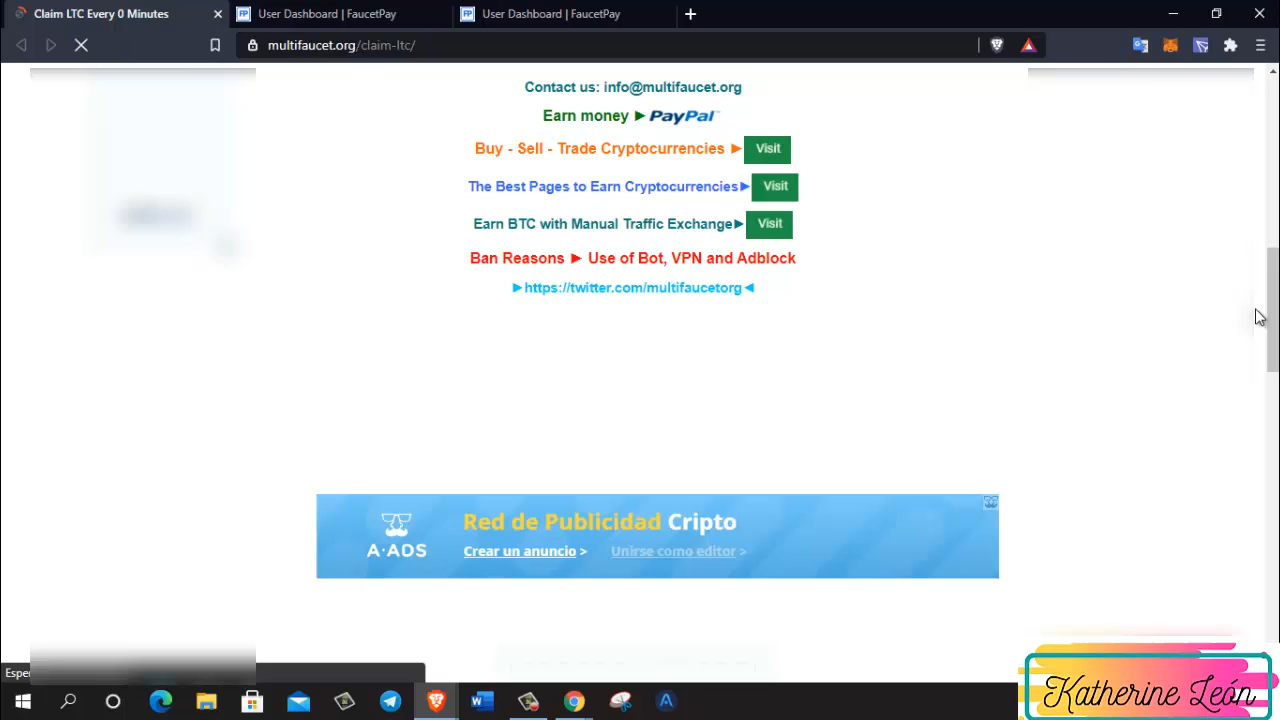 Claim LTC Every 0 Minutes
User Dashboard | FaucetPay
User Dashboard | FaucetPay
multifaucet.org/claim-ltc/
Contact us: info@multifaucet.org
Earn money ►PayPal
Buy - Sell - Trade Cryptocurrencies ► Visit
The Best Pages to Earn Cryptocurrencies► Visit
Earn BTC with Manual Traffic Exchange► Visit
Ban Reasons ► Use of Bot, VPN and Adblock
►https://twitter.com/multifaucetorg◄
A-ADS
Red de Publicidad Cripto
Crear un anuncio >
Unirse como editor >
Esper
Katherine León